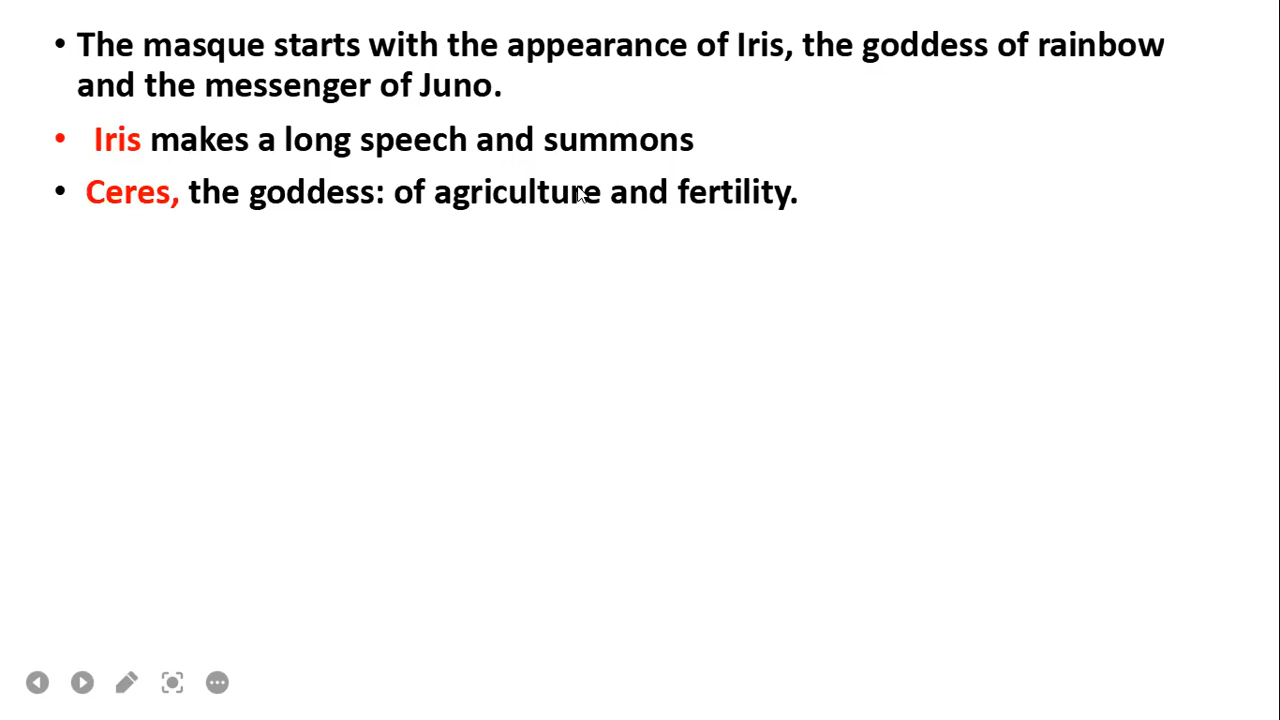 • The masque starts with the appearance of Iris, the goddess of rainbow
and the messenger of Juno.
• Iris makes a long speech and summons
• Ceres, the goddess: of agriculture and fertility.